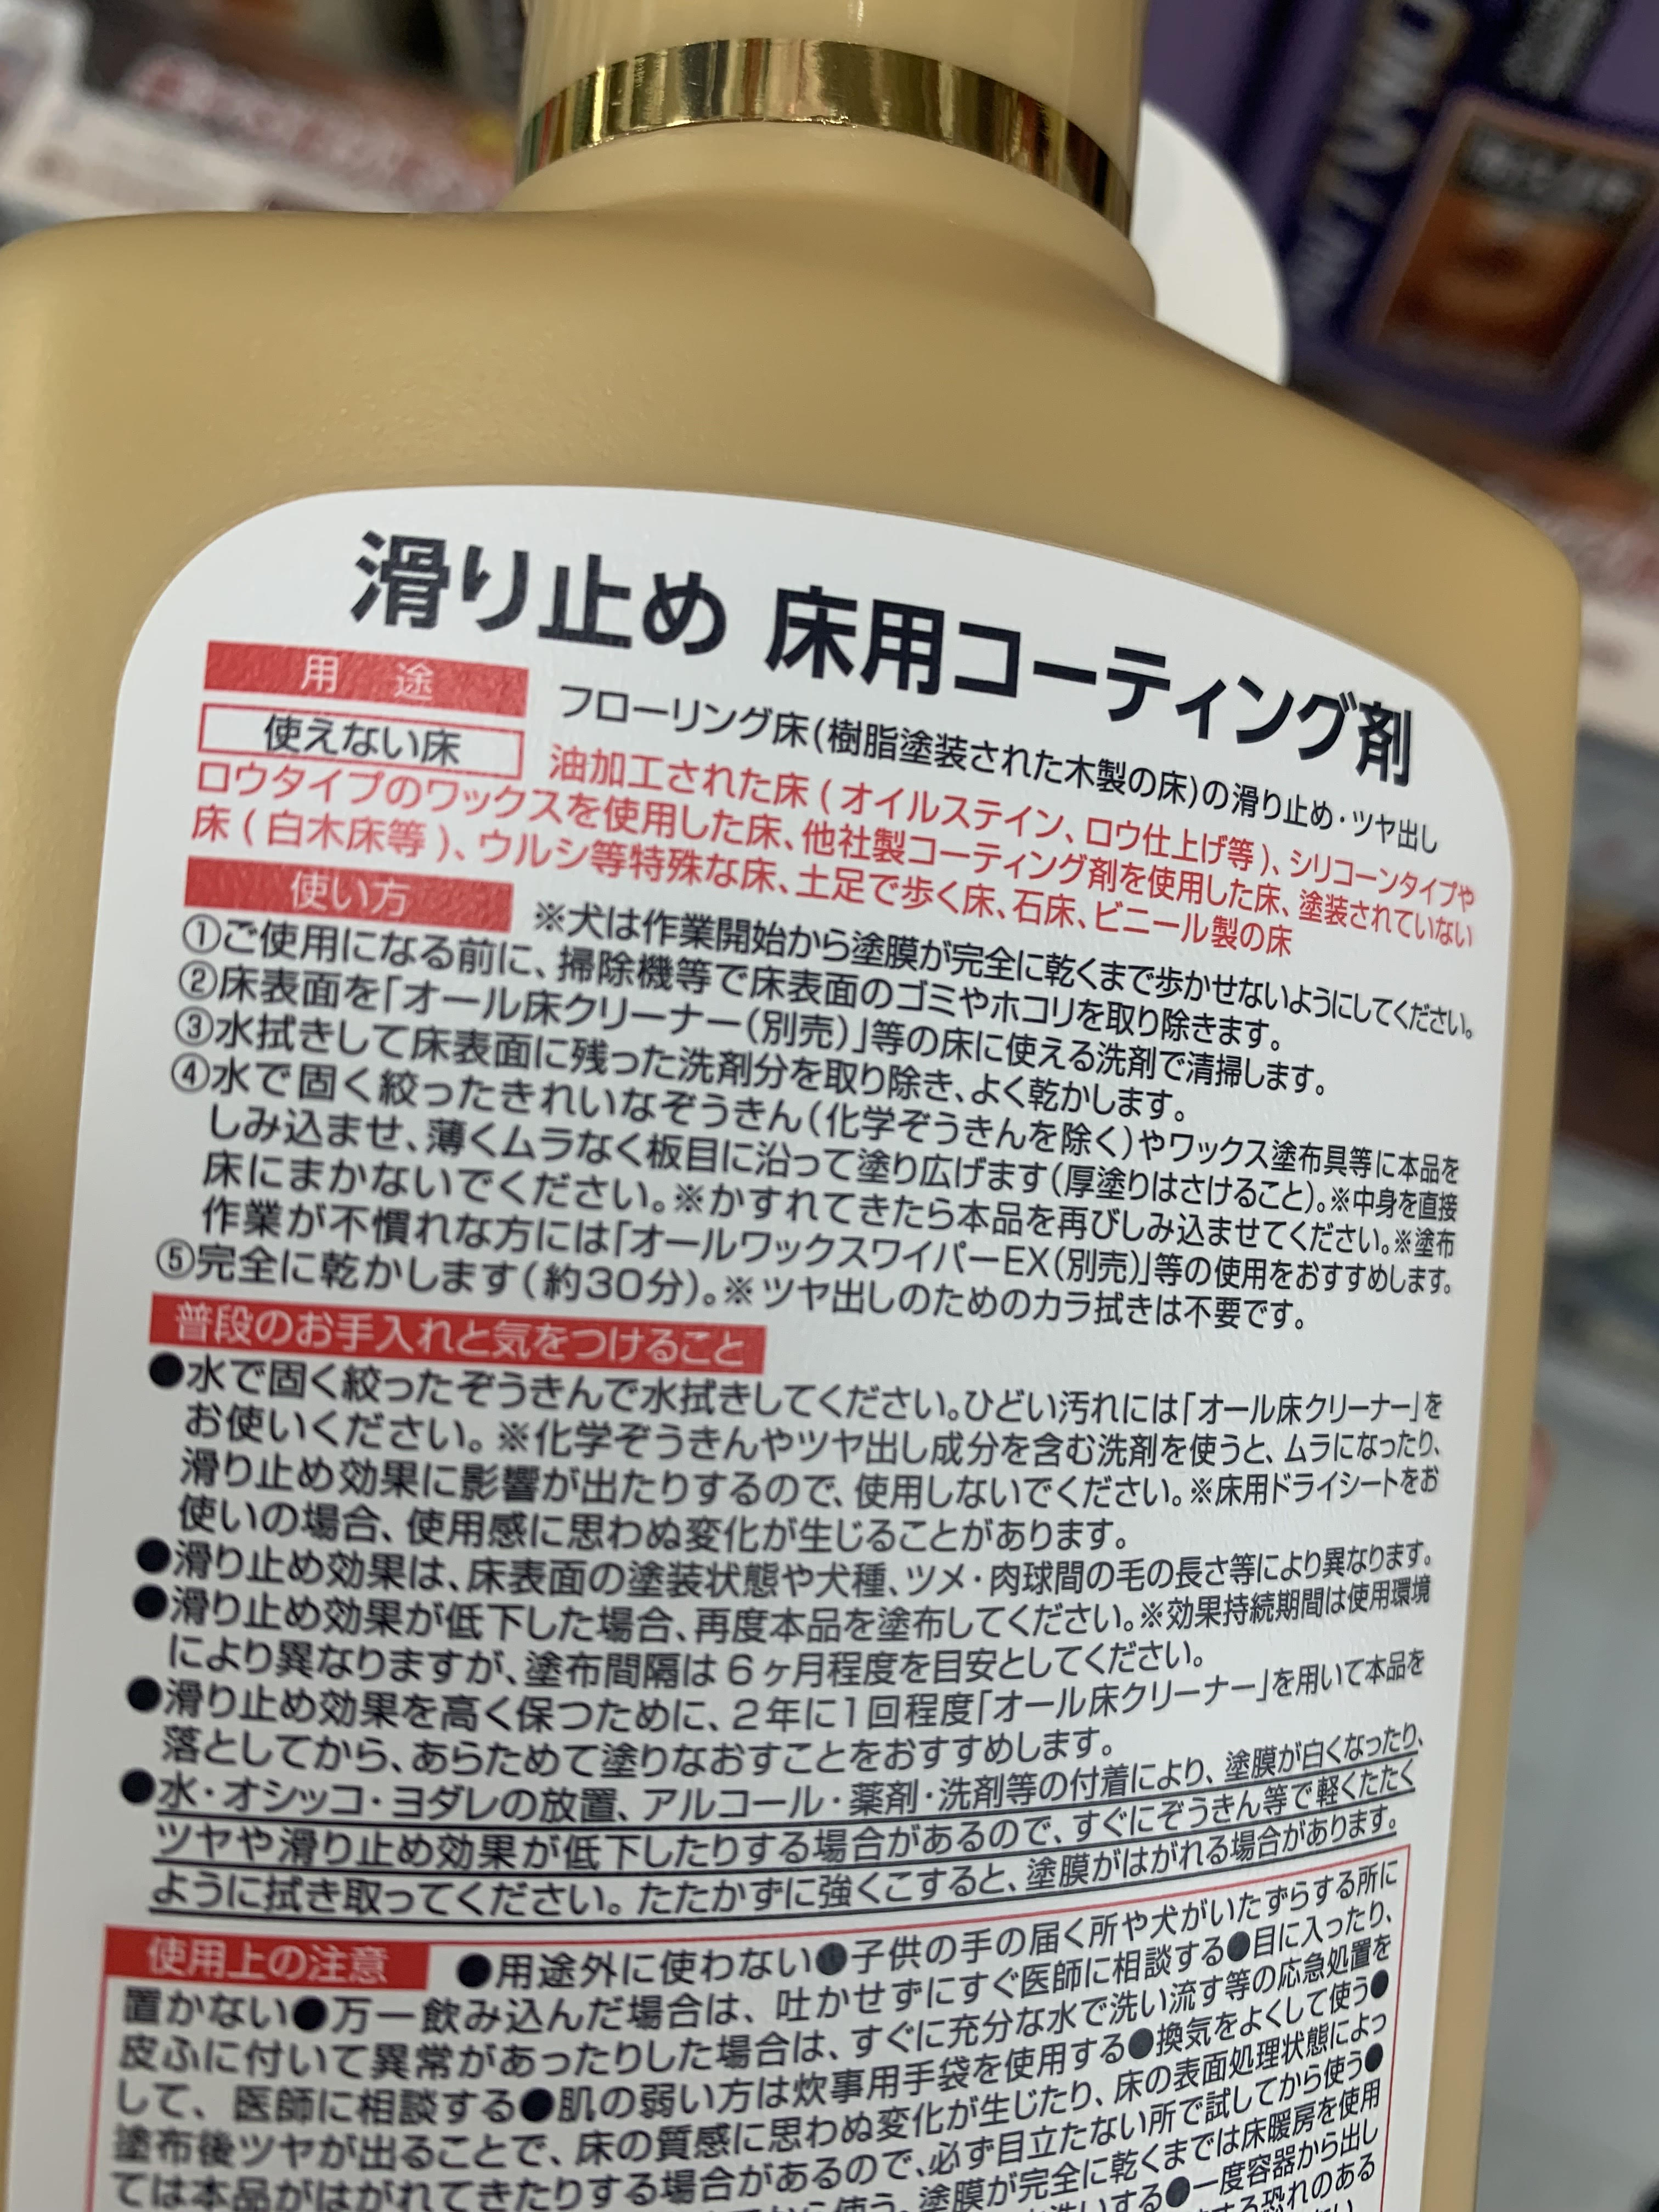 滑り止め 床用コーティング剤
用 途 フローリング床(樹脂塗装された木製の床)の滑り止め・ツヤ出し
使えない床 油加工された床(オイルステイン、ロウ仕上げ等)、シリコーンタイプや
ロウタイプのワックスを使用した床、他社製コーティング剤を使用した床、塗装されていない
床(白木床等)、ウルシ等特殊な床、土足で歩く床、石床、ビニール製の床
使い方 ※犬は作業開始から塗膜が完全に乾くまで歩かせないようにしてください。
①ご使用になる前に、掃除機等で床表面のゴミやホコリを取り除きます。
②床表面を「オール床クリーナー(別売)」等の床に使える洗剤で清掃します。
③水拭きして床表面に残った洗剤分を取り除き、よく乾かします。
④水で固く絞ったきれいなぞうきん(化学ぞうきんを除く)やワックス塗布具等に本品を
しみ込ませ、薄くムラなく板目に沿って塗り広げます(厚塗りはさけること)。※中身を直接
床にまかないでください。※かすれてきたら本品を再びしみ込ませてください。※塗布
作業が不慣れな方には「オールワックスワイパーEX(別売)」等の使用をおすすめします。
⑤完全に乾かします(約30分)。※ツヤ出しのためのカラ拭きは不要です。
普段のお手入れと気をつけること
●水で固く絞ったぞうきんで水拭きしてください。ひどい汚れには「オール床クリーナー」を
お使いください。※化学ぞうきんやツヤ出し成分を含む洗剤を使うと、ムラになったり、
滑り止め効果に影響が出たりするので、使用しないでください。※床用ドライシートをお
使いの場合、使用感に思わぬ変化が生じることがあります。
●滑り止め効果は、床表面の塗装状態や犬種、ツメ・肉球間の毛の長さ等により異なります。
●滑り止め効果が低下した場合、再度本品を塗布してください。※効果持続期間は使用環境
により異なりますが、塗布間隔は6ヶ月程度を目安としてください。
●滑り止め効果を高く保つために、2年に1回程度「オール床クリーナー」を用いて本品を
落としてから、あらためて塗りなおすことをおすすめします。
●水・オシッコ・ヨダレの放置、アルコール・薬剤・洗剤等の付着により、塗膜が白くなったり、
ツヤや滑り止め効果が低下したりする場合があるので、すぐにぞうきん等で軽くたたく
ように拭き取ってください。たたかずに強くこすると、塗膜がはがれる場合があります。
使用上の注意 ●用途外に使わない●子供の手の届く所や犬がいたずらする所に
置かない●万一飲み込んだ場合は、吐かせずにすぐ医師に相談する●目に入ったり、
皮ふに付いて異常があったりした場合は、すぐに充分な水で洗い流す等の応急処置を
して、医師に相談する●肌の弱い方は炊事用手袋を使用する●換気をよくして使う●
塗布後ツヤが出ることで、床の質感に思わぬ変化が生じたり、床の表面処理状態によっ
ては本品がはがれてきたりする場合があるので、必ず目立たない所で試してから使う●
塗膜が完全に乾くまでは床暖房を使用
●一度容器から出し
恐れのある